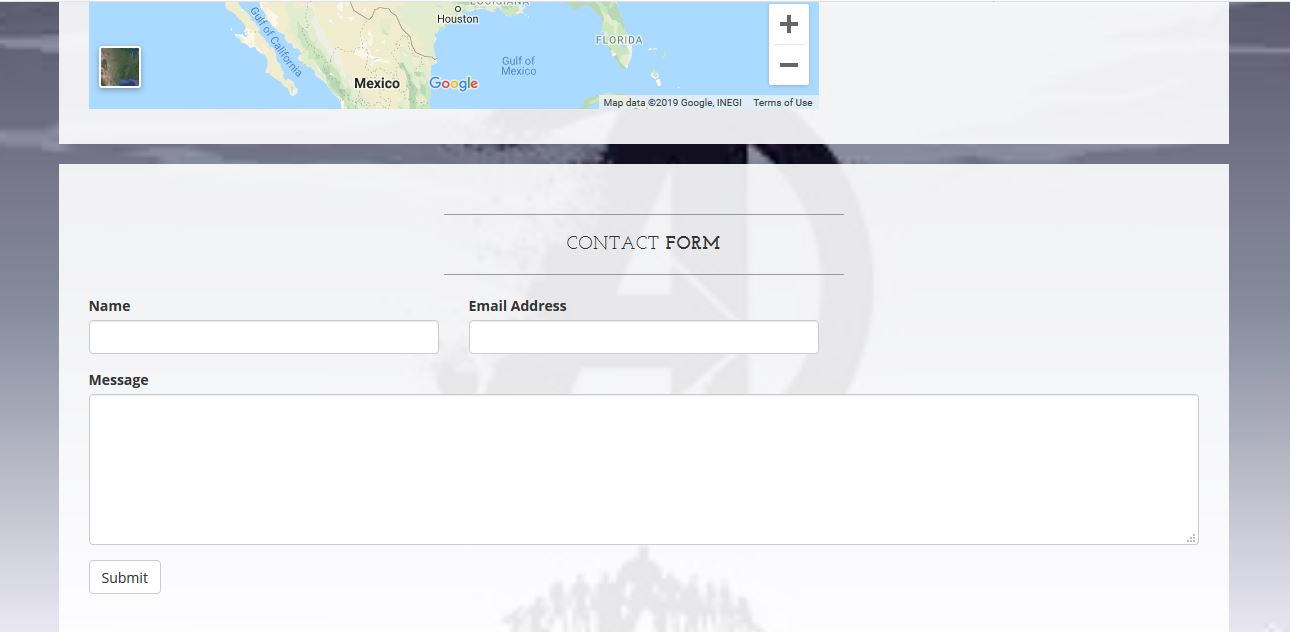 Houston
FLORIDA
Gulf of California
Gulf of
Mexico
Mexico
Google
Map data ©2019 Google, INEGI Terms of Use
CONTACT FORM
Name
Email Address
Message
Submit